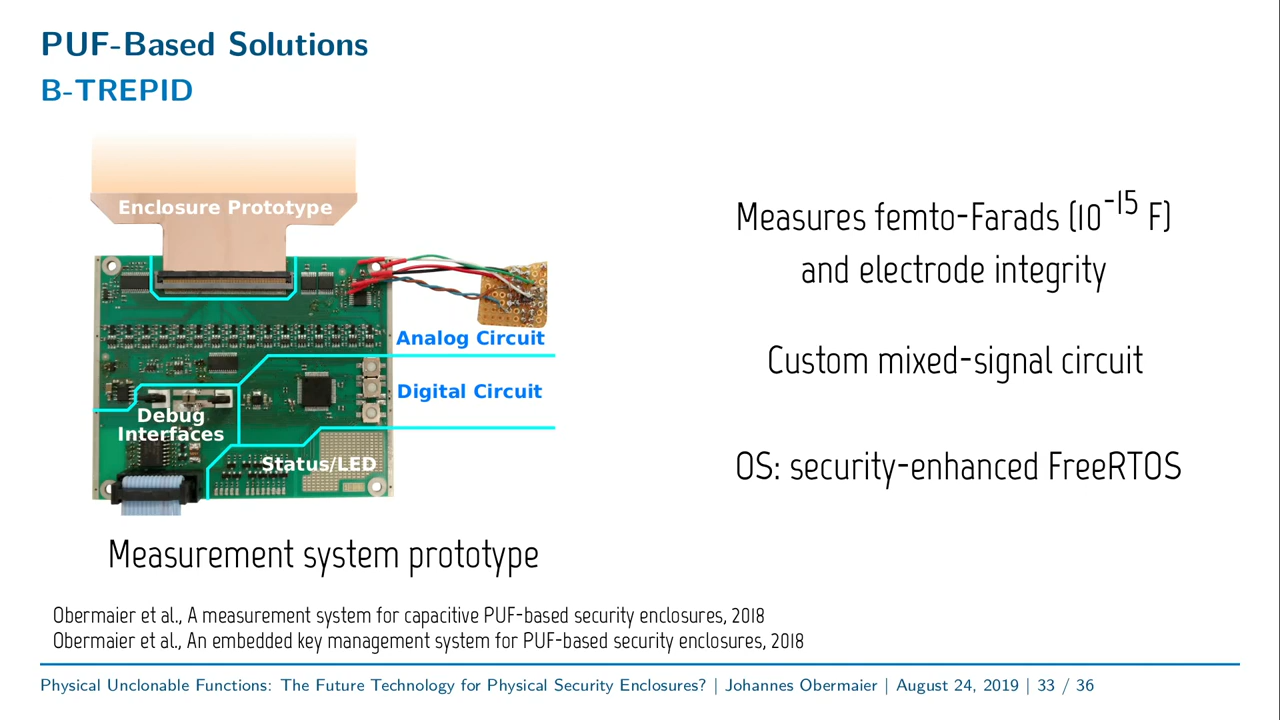 PUF-Based Solutions
B-TREPID
Enclosure Prototype
Analog Circuit
Digital Circuit
Debug
Interfaces
Status/LED
Measurement system prototype
Measures femto-Farads (10⁻¹⁵ F)
and electrode integrity
Custom mixed-signal circuit
OS: security-enhanced FreeRTOS
Obermaier et al., A measurement system for capacitive PUF-based security enclosures, 2018
Obermaier et al., An embedded key management system for PUF-based security enclosures, 2018
Physical Unclonable Functions: The Future Technology for Physical Security Enclosures? | Johannes Obermaier | August 24, 2019 | 33 / 36